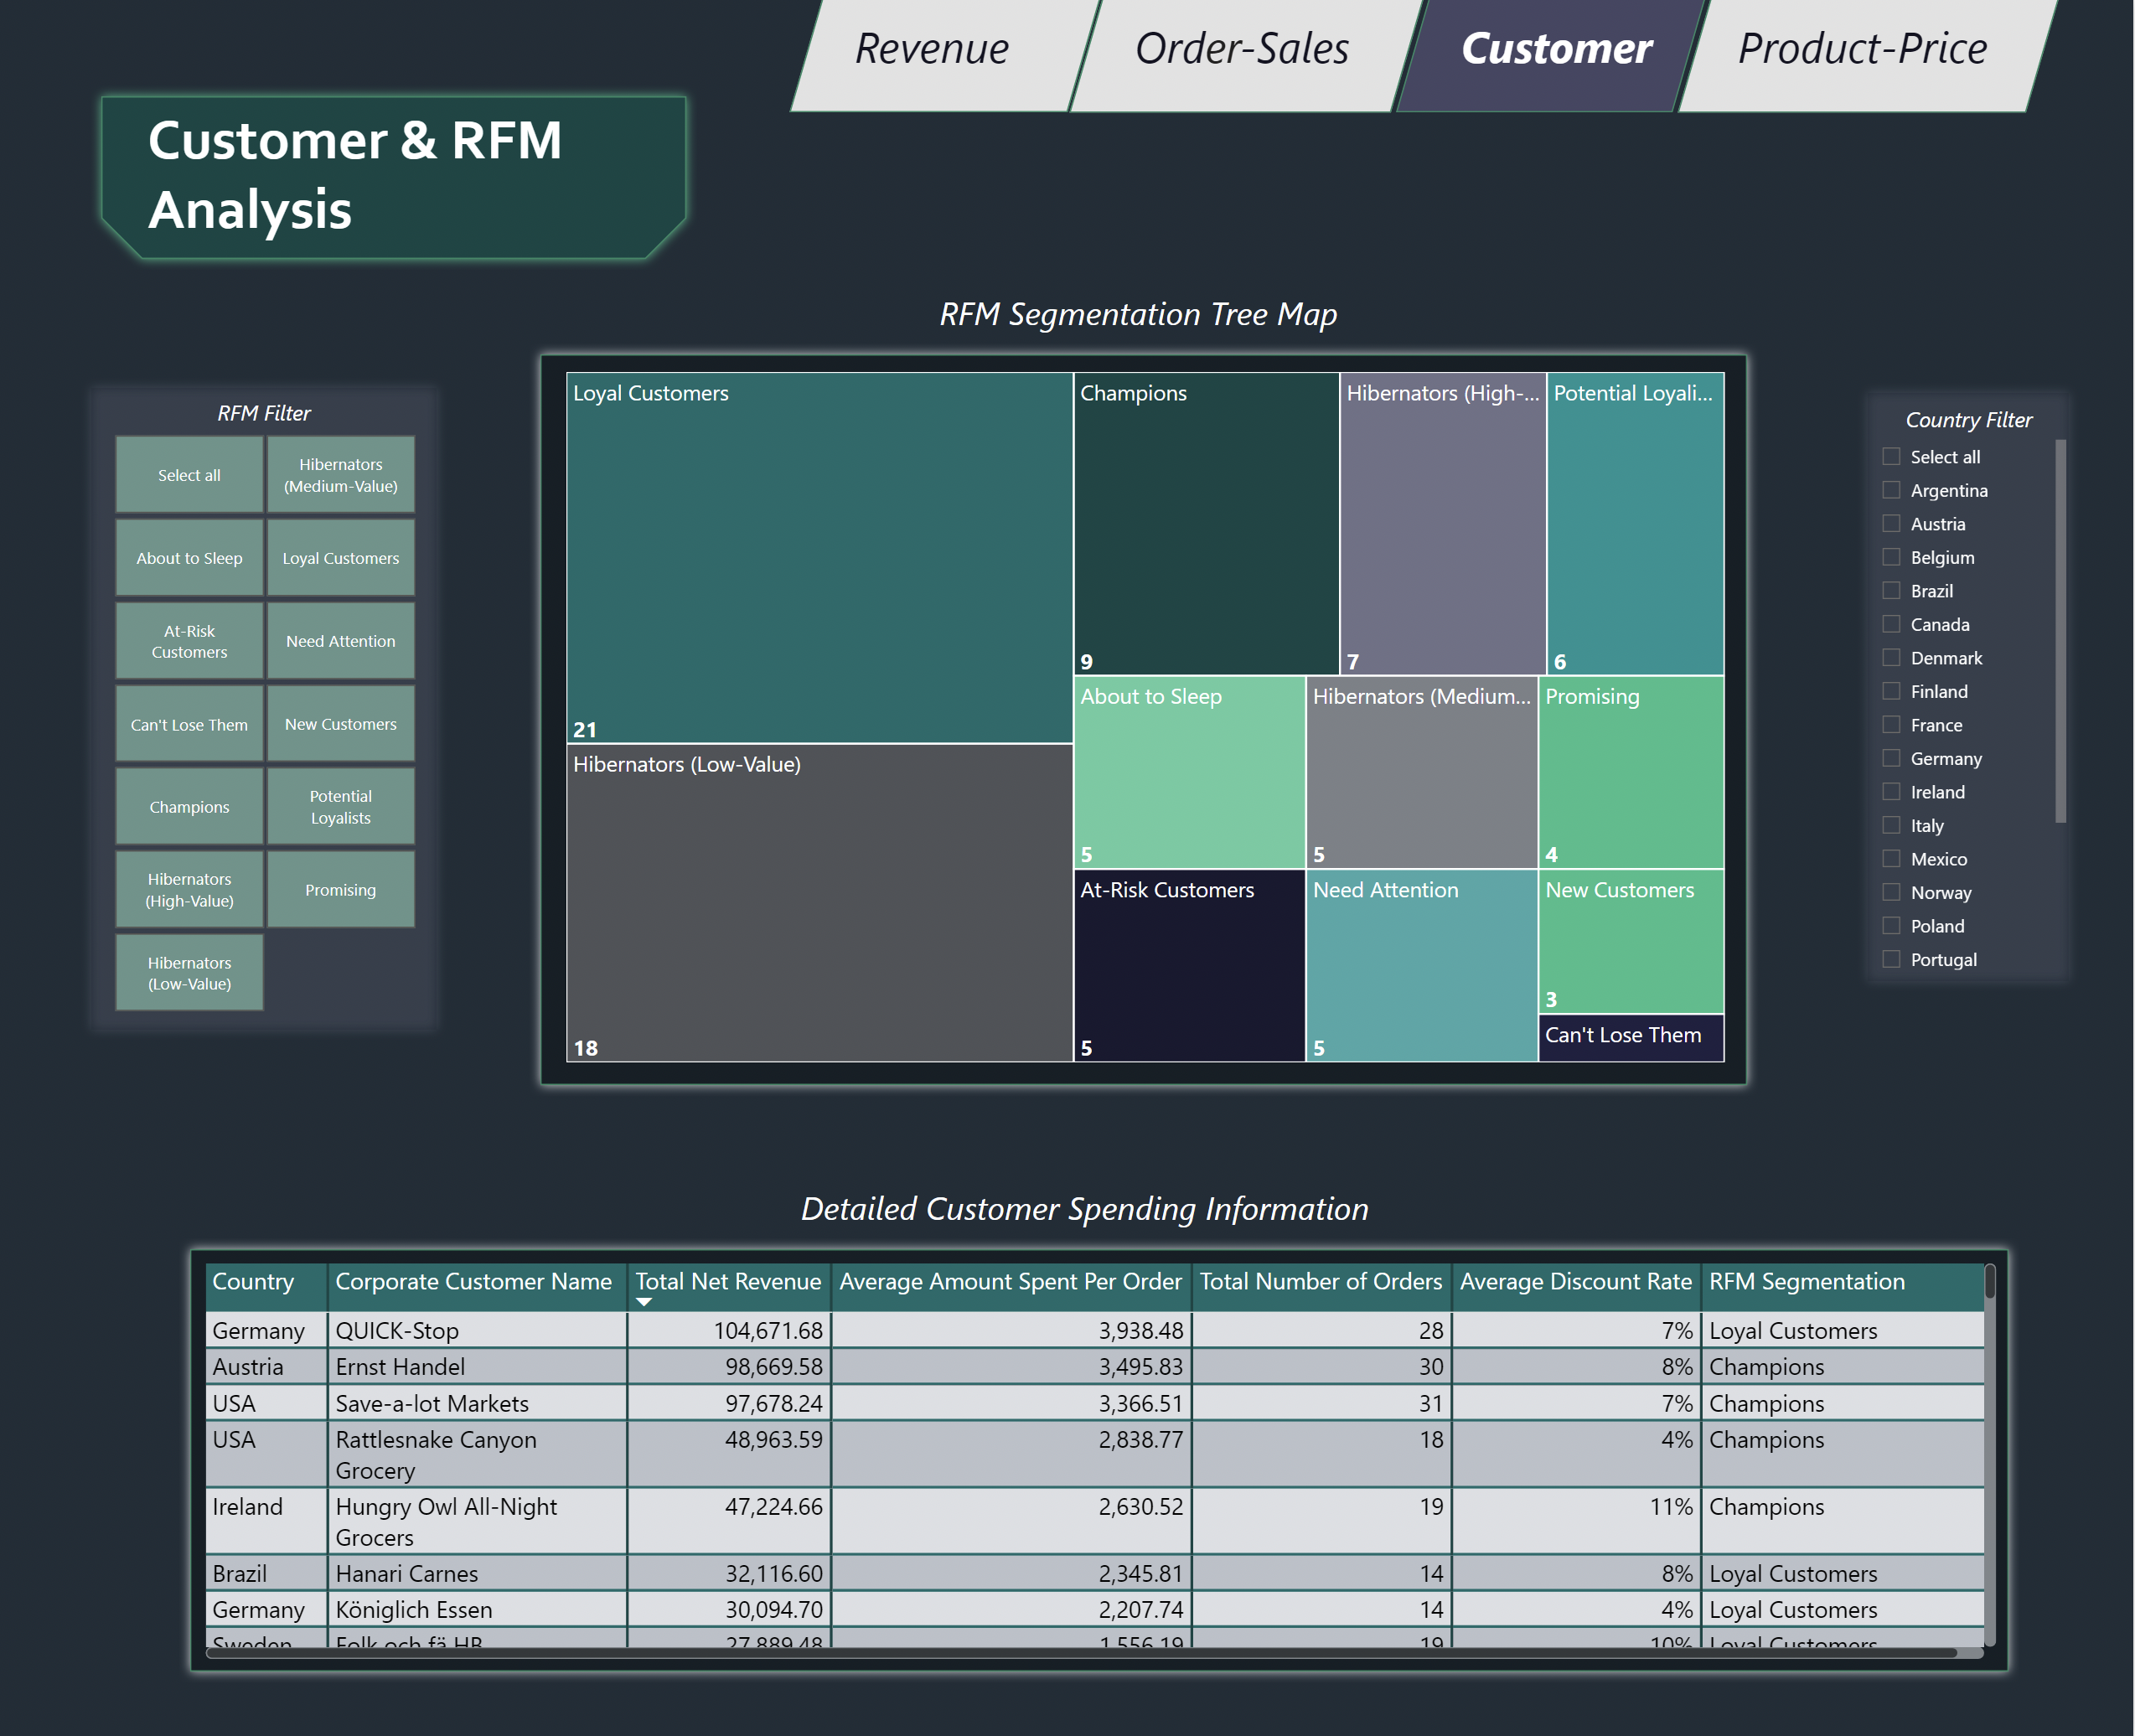 Revenue
Order-Sales
Customer
Product-Price
Customer & RFM
Analysis
RFM Segmentation Tree Map
RFM Filter
Select all
Hibernators
(Medium-Value)
About to Sleep
Loyal Customers
At-Risk
Customers
Need Attention
Can't Lose Them
New Customers
Champions
Potential
Loyalists
Hibernators
(High-Value)
Promising
Hibernators
(Low-Value)
Loyal Customers
21
Hibernators (Low-Value)
18
Champions
9
Hibernators (High-...
7
Potential Loyali...
6
About to Sleep
5
Hibernators (Medium...
5
Promising
4
At-Risk Customers
5
Need Attention
5
New Customers
3
Can't Lose Them
Country Filter
Select all
Argentina
Austria
Belgium
Brazil
Canada
Denmark
Finland
France
Germany
Ireland
Italy
Mexico
Norway
Poland
Portugal
Detailed Customer Spending Information
Country Corporate Customer Name Total Net Revenue Average Amount Spent Per Order Total Number of Orders Average Discount Rate RFM Segmentation
Germany QUICK-Stop 104,671.68 3,938.48 28 7% Loyal Customers
Austria Ernst Handel 98,669.58 3,495.83 30 8% Champions
USA Save-a-lot Markets 97,678.24 3,366.51 31 7% Champions
USA Rattlesnake Canyon 48,963.59 2,838.77 18 4% Champions
Grocery
Ireland Hungry Owl All-Night 47,224.66 2,630.52 19 11% Champions
Grocers
Brazil Hanari Carnes 32,116.60 2,345.81 14 8% Loyal Customers
Germany Königlich Essen 30,094.70 2,207.74 14 4% Loyal Customers
Sweden Folk och fä HB 27,889.48 1,556.19 19 10% Loyal Customers